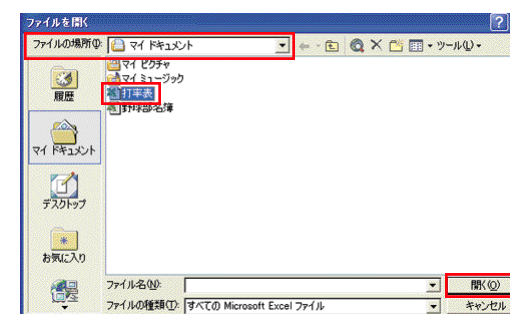 ファイルを開く
?
ファイルの場所(I):
マイ ドキュメント
ツール(L)
マイ ピクチャ
マイ ミュージック
打率表
野球部名簿
履歴
マイ ドキュメント
デスクトップ
お気に入り
ファイル名(N):
開く(O)
ファイルの種類(T):
すべての Microsoft Excel ファイル
キャンセル